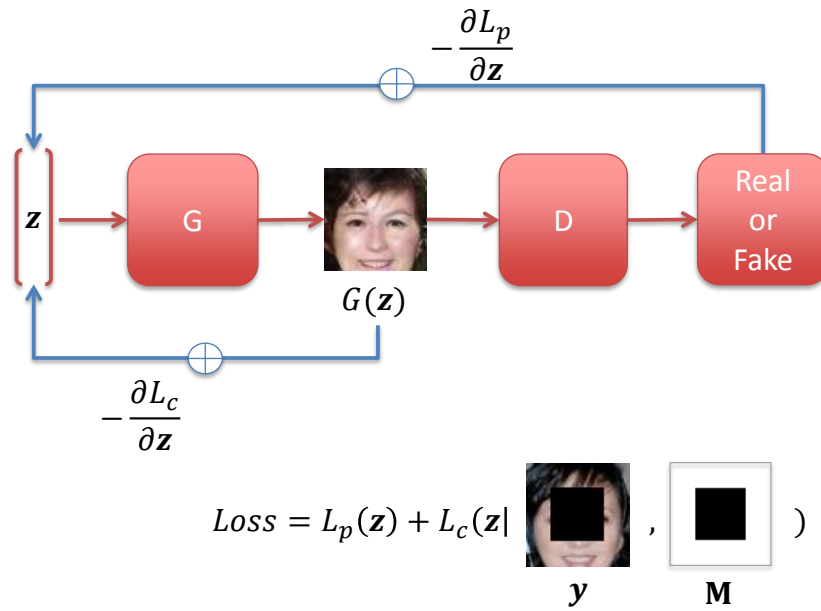 − ∂L_p / ∂z
z
G
G(z)
D
Real
or
Fake
− ∂L_c / ∂z
Loss = L_p(z) + L_c(z| , )
y
M